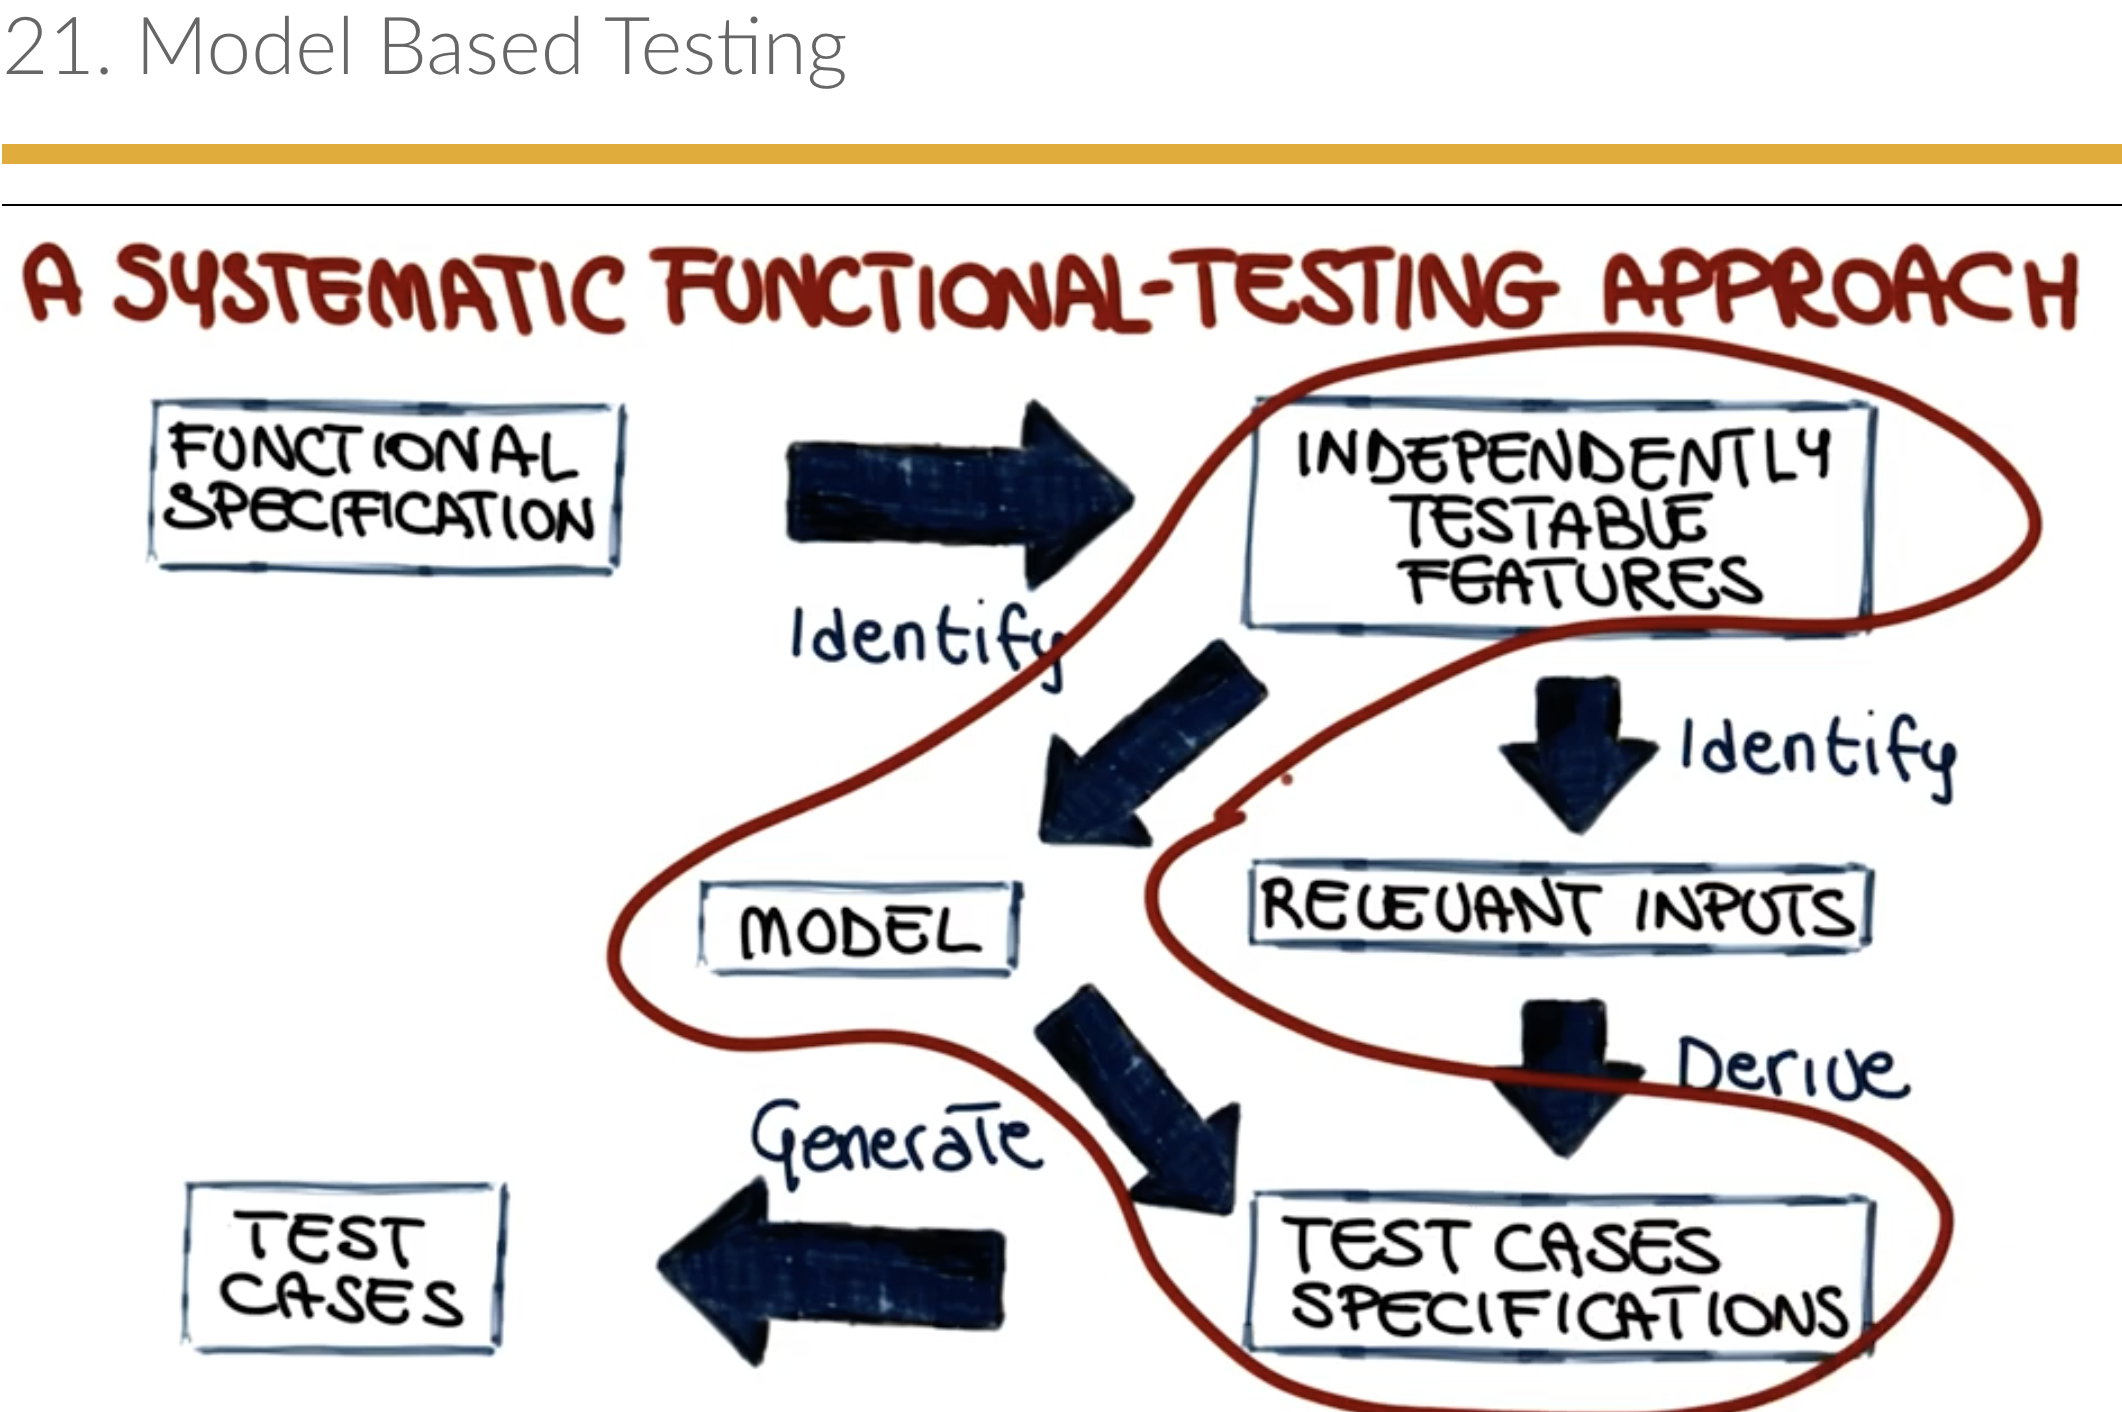 21. Model Based Testing
A SYSTEMATIC FUNCTIONAL-TESTING APPROACH
FUNCTIONAL
SPECIFICATION
Identify
INDEPENDENTLY
TESTABLE
FEATURES
Identify
MODEL
RELEVANT INPUTS
Derive
Generate
TEST
CASES
TEST CASES
SPECIFICATIONS